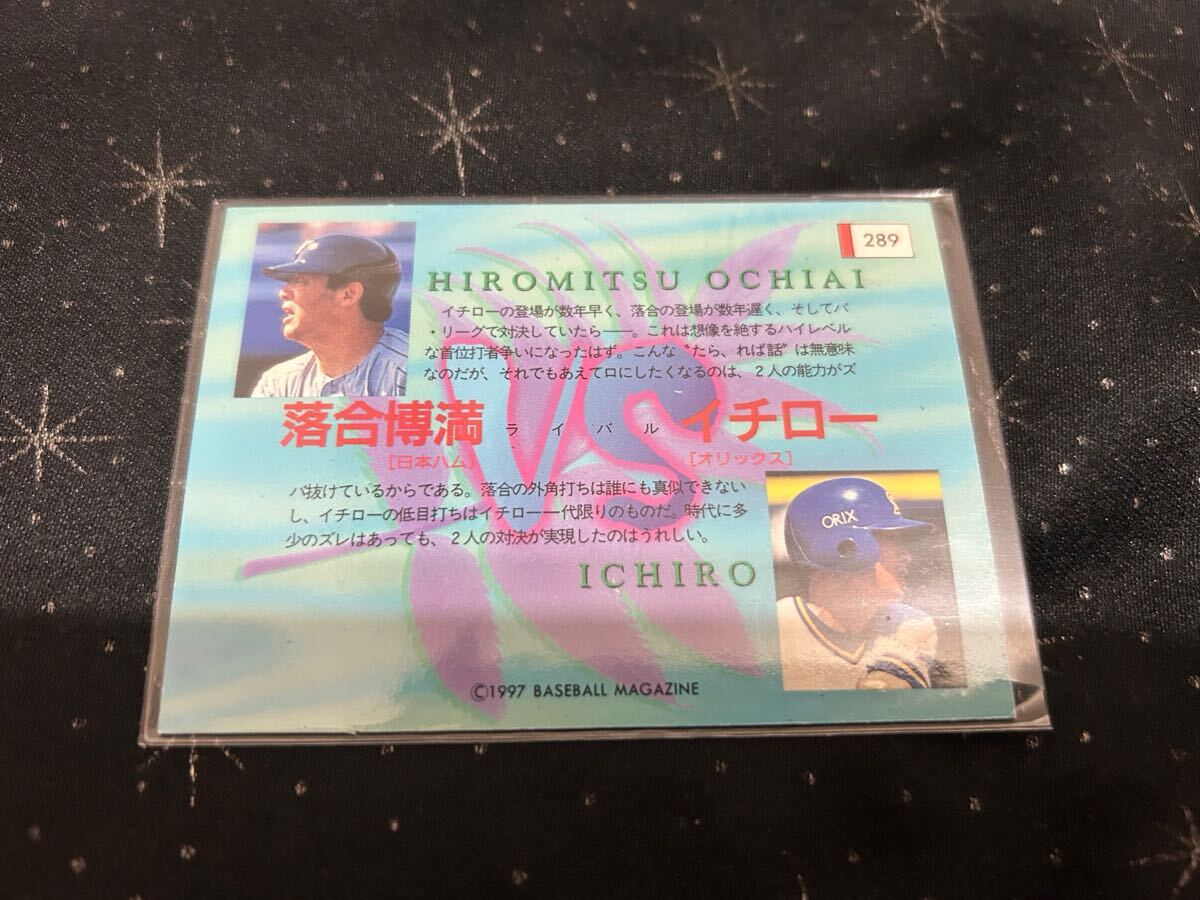 289
HIROMITSU OCHIAI
イチローの登場が数年早く、落合の登場が数年遅く、そしてパ
・リーグで対決していたら――。これは想像を絶するハイレベル
な首位打者争いになったはず。こんな〝たら、れば話〟は無意味
なのだが、それでもあえて口にしたくなるのは、2人の能力がズ
落合博満 ライバル イチロー
[日本ハム] [オリックス]
VS
バ抜けているからである。落合の外角打ちは誰にも真似できない
し、イチローの低目打ちはイチロー一代限りのものだ。時代に多
少のズレはあっても、2人の対決が実現したのはうれしい。
ICHIRO
ORIX
©1997 BASEBALL MAGAZINE